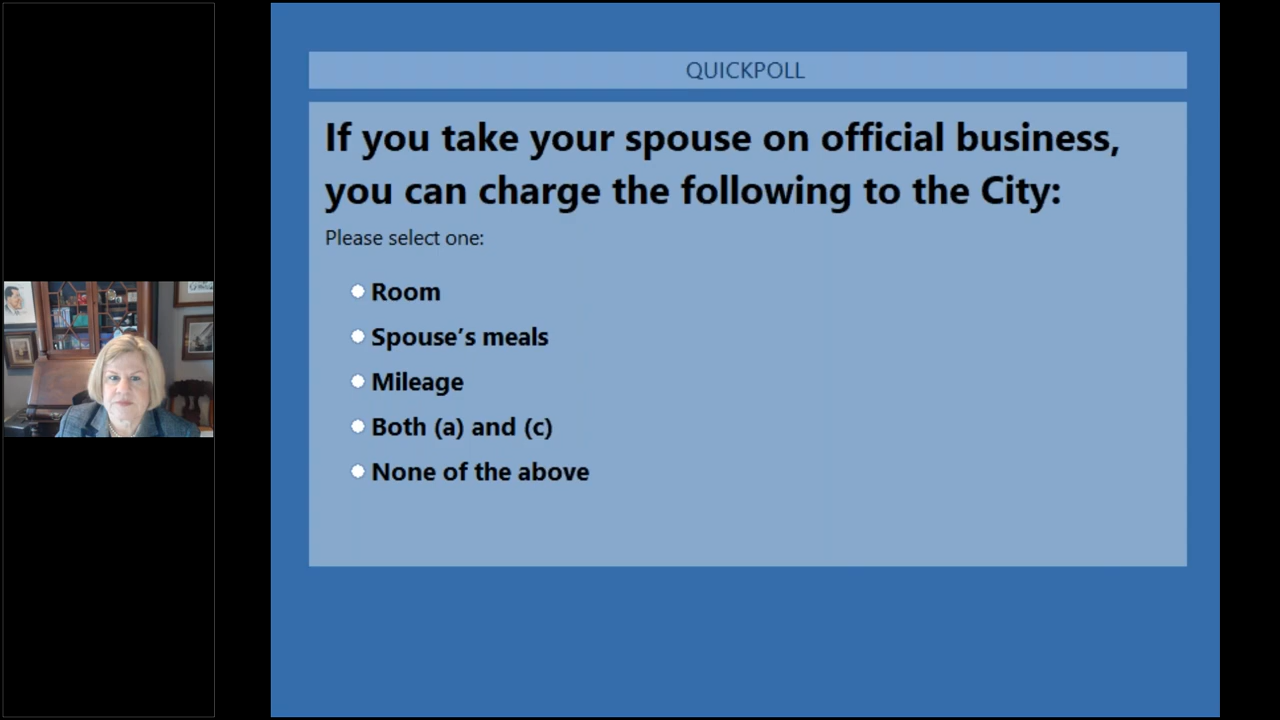 QUICKPOLL
If you take your spouse on official business,
you can charge the following to the City:
Please select one:
Room
Spouse’s meals
Mileage
Both (a) and (c)
None of the above